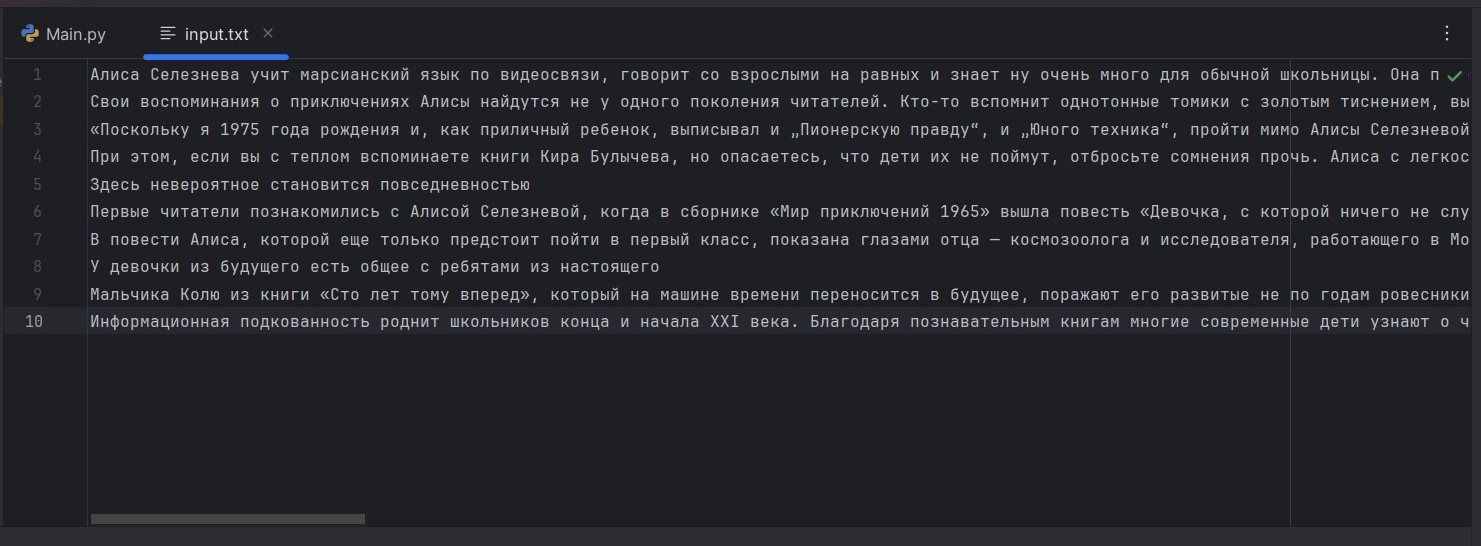 Main.py
input.txt
1 Алиса Селезнева учит марсианский язык по видеосвязи, говорит со взрослыми на равных и знает ну очень много для обычной школьницы. Она п
2 Свои воспоминания о приключениях Алисы найдутся не у одного поколения читателей. Кто-то вспомнит однотонные томики с золотым тиснением, вы
3 «Поскольку я 1975 года рождения и, как приличный ребенок, выписывал и „Пионерскую правду“, и „Юного техника“, пройти мимо Алисы Селезневой
4 При этом, если вы с теплом вспоминаете книги Кира Булычева, но опасаетесь, что дети их не поймут, отбросьте сомнения прочь. Алиса с легкос
5 Здесь невероятное становится повседневностью
6 Первые читатели познакомились с Алисой Селезневой, когда в сборнике «Мир приключений 1965» вышла повесть «Девочка, с которой ничего не слу
7 В повести Алиса, которой еще только предстоит пойти в первый класс, показана глазами отца — космозоолога и исследователя, работающего в Мо
8 У девочки из будущего есть общее с ребятами из настоящего
9 Мальчика Колю из книги «Сто лет тому вперед», который на машине времени переносится в будущее, поражают его развитые не по годам ровесники
10 Информационная подкованность роднит школьников конца и начала XXI века. Благодаря познавательным книгам многие современные дети узнают о ч